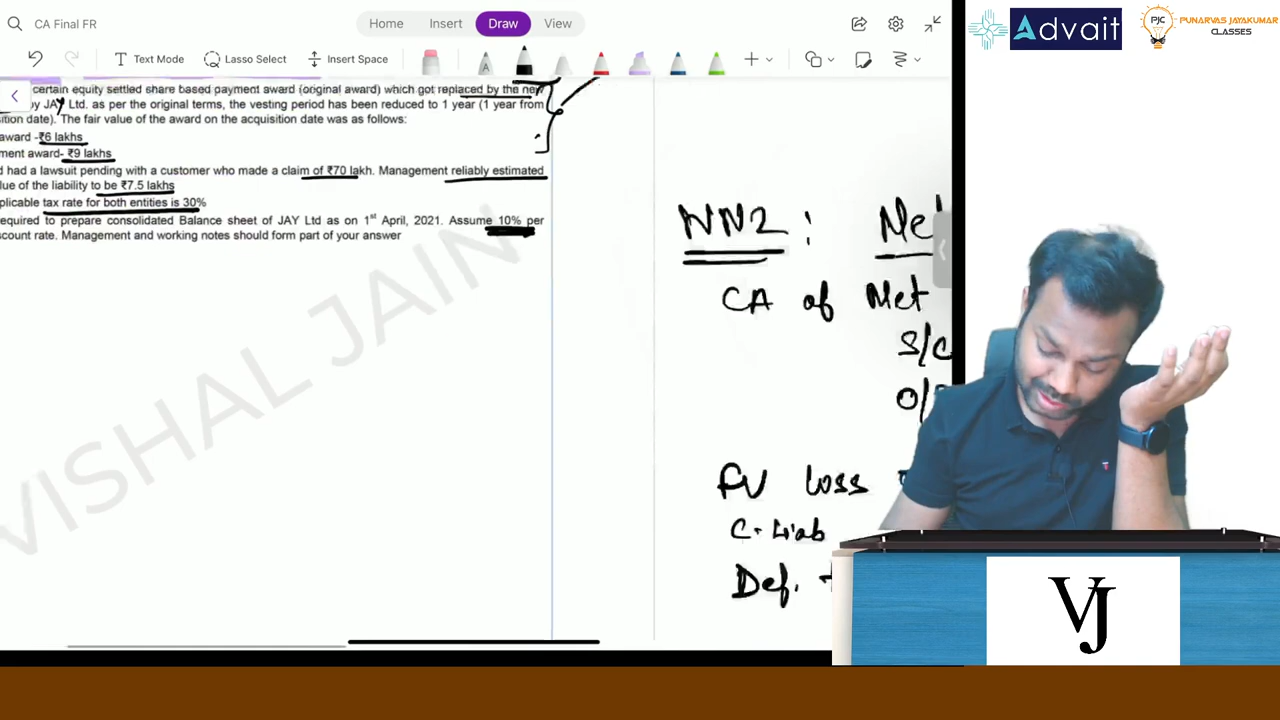 CA Final FR
Home Insert Draw View
Advait
PJC
PUNARVAS JAYAKUMAR
CLASSES
A
T Text Mode Lasso Select Insert Space
certain equity settled share based payment award (original award) which got replaced by the new
by JAY Ltd. as per the original terms, the vesting period has been reduced to 1 year (1 year from
ition date). The fair value of the award on the acquisition date was as follows:
award -₹6 lakhs
ment award- ₹9 lakhs
d had a lawsuit pending with a customer who made a claim of ₹70 lakh. Management reliably estimated
lue of the liability to be ₹7.5 lakhs
plicable tax rate for both entities is 30%
equired to prepare consolidated Balance sheet of JAY Ltd as on 1st April, 2021. Assume 10% per
scount rate. Management and working notes should form part of your answer
VISHAL JAIN
WN2 : Net
CA of Net
S/C
FV loss
C. Liab
Def.
VJ